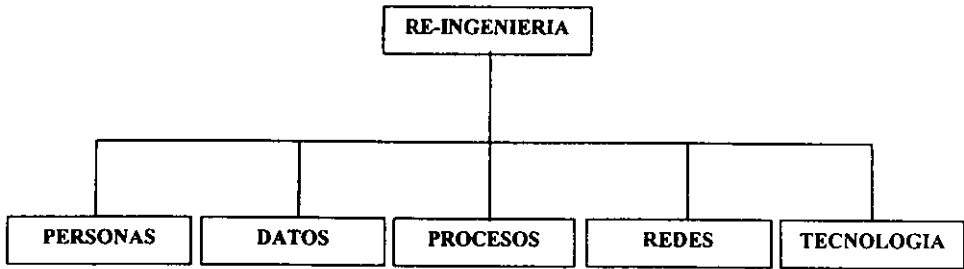 RE-INGENIERIA
PERSONAS
DATOS
PROCESOS
REDES
TECNOLOGIA